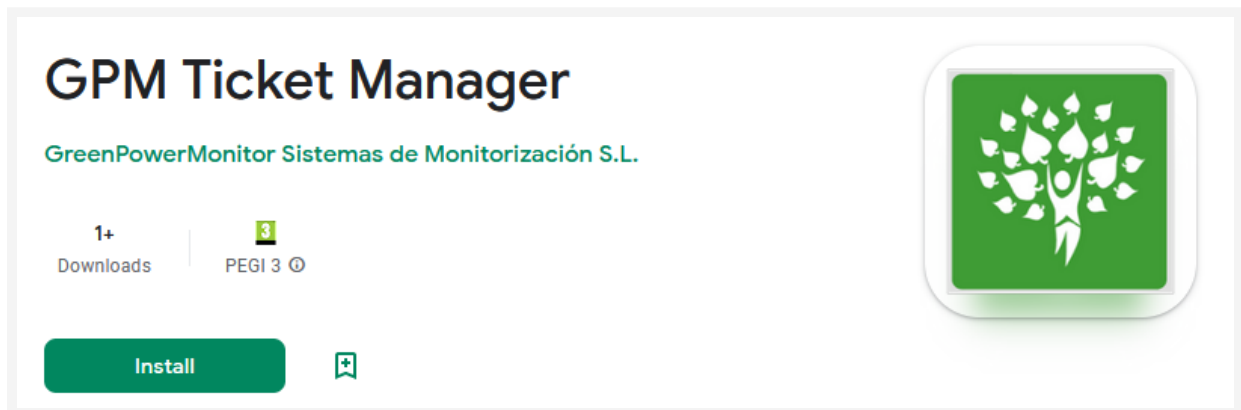 GPM Ticket Manager
GreenPowerMonitor Sistemas de Monitorización S.L.
1+
Downloads
3
PEGI 3
Install